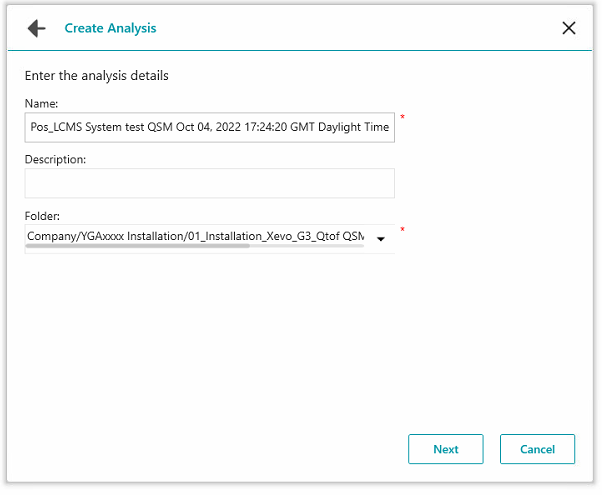 Create Analysis
Enter the analysis details
Name:
*
Pos_LCMS System test QSM Oct 04, 2022 17:24:20 GMT Daylight Time
Description:
Folder:
*
Company/YGAxxxx Installation/01_Installation_Xevo_G3_Qtof QSM
Next
Cancel